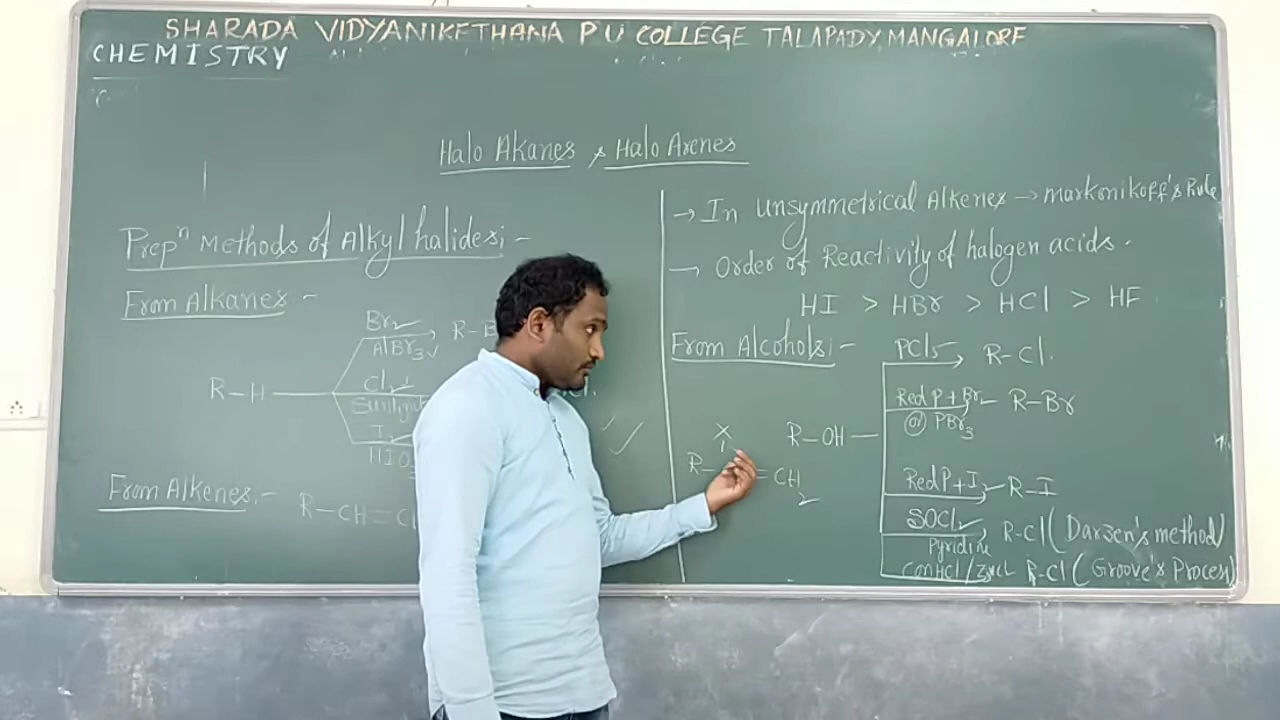 SHARADA VIDYANIKETHANA P U COLLEGE TALAPADY MANGALORE
CHEMISTRY
Halo Akanes & Halo Arenes
Prepⁿ Methods of Alkyl halides; -
From Alkanes -
Br₂
AlBr₃
R-B
R-H
Cl₂
Cl.
Sunlight
I₂
HIO₃
From Alkenes: -
R-CH=C
→ In Unsymmetrical Alkenes → Markonikoff's Rule
→ Order of Reactivity of halogen acids.
HI > HBr > HCl > HF
From Alcohols: -
X
R-
=CH₂
R-OH
PCl₅
R-Cl.
Red P + Br₂
(or) PBr₃
R-Br
Red P + I₂
R-I
SOCl₂
Pyridine
R-Cl (Darzen's method)
Con HCl / ZnCl₂ R-Cl (Groove's Process)